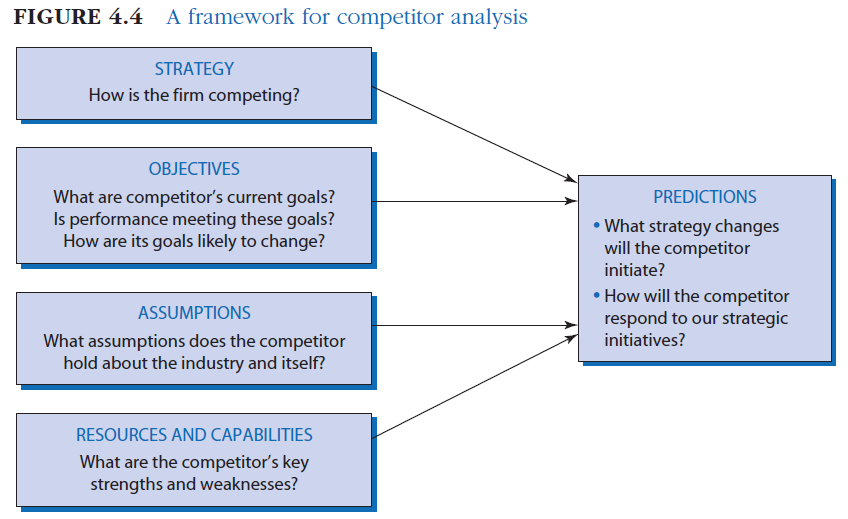 FIGURE 4.4 A framework for competitor analysis
STRATEGY
How is the firm competing?
OBJECTIVES
What are competitor’s current goals?
Is performance meeting these goals?
How are its goals likely to change?
ASSUMPTIONS
What assumptions does the competitor
hold about the industry and itself?
RESOURCES AND CAPABILITIES
What are the competitor’s key
strengths and weaknesses?
PREDICTIONS
• What strategy changes
will the competitor
initiate?
• How will the competitor
respond to our strategic
initiatives?